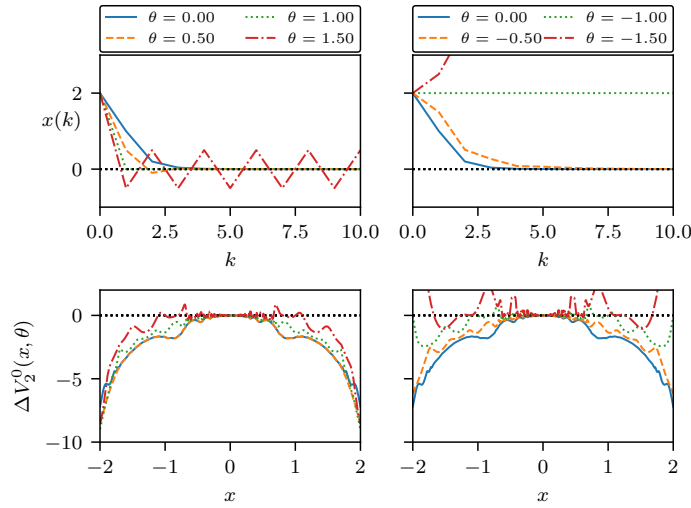 θ = 0.00 θ = 1.00 θ = 0.00 θ = −1.00
θ = 0.50 θ = 1.50 θ = −0.50 θ = −1.50
2
x(k)
0
0.0 2.5 5.0 7.5 10.0 0.0 2.5 5.0 7.5 10.0
k k
0
−5
−10
ΔV₂⁰(x, θ)
−2 −1 0 1 2 −2 −1 0 1 2
x x